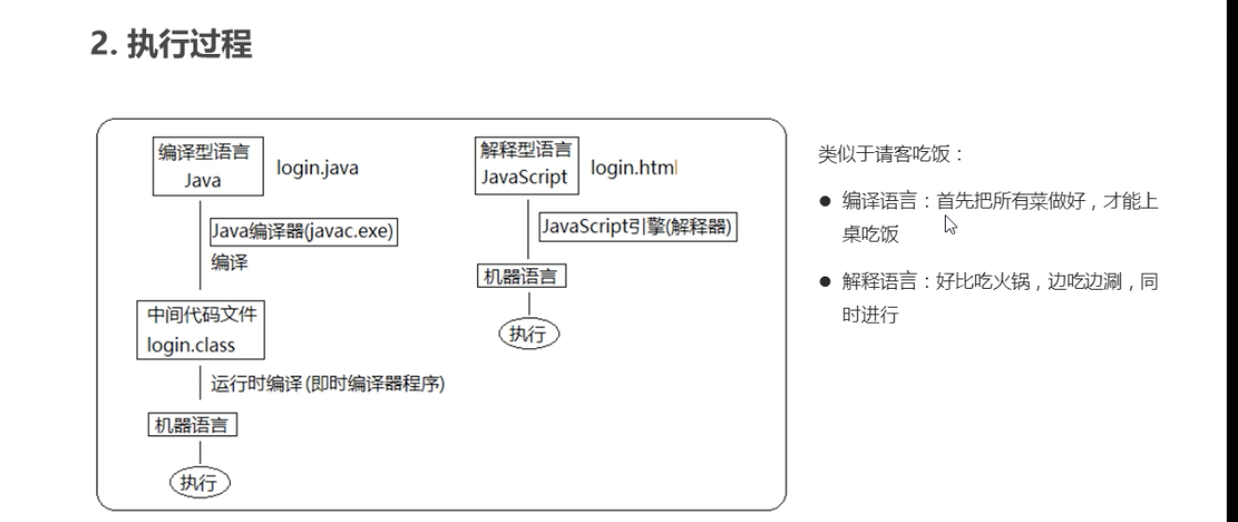 2. 执行过程
编译型语言
Java
login.java
Java编译器(javac.exe)
编译
中间代码文件
login.class
运行时编译(即时编译器程序)
机器语言
执行
解释型语言
JavaScript
login.html
JavaScript引擎(解释器)
机器语言
执行
类似于请客吃饭：
● 编译语言：首先把所有菜做好，才能上
桌吃饭
● 解释语言：好比吃火锅，边吃边涮，同
时进行